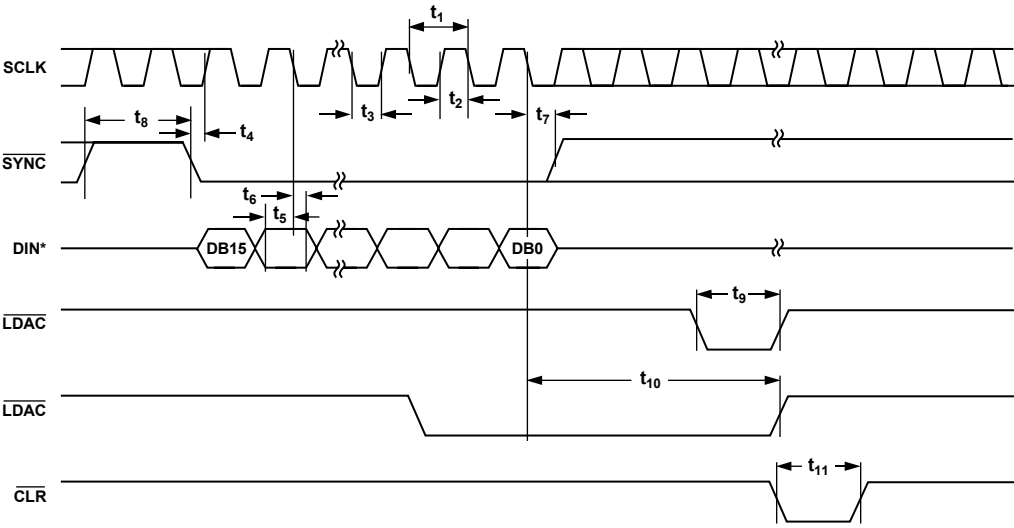 t1
SCLK
t2
t3
t7
t8
t4
SYNC
t6
t5
DIN*
DB15
DB0
t9
LDAC
t10
LDAC
t11
CLR